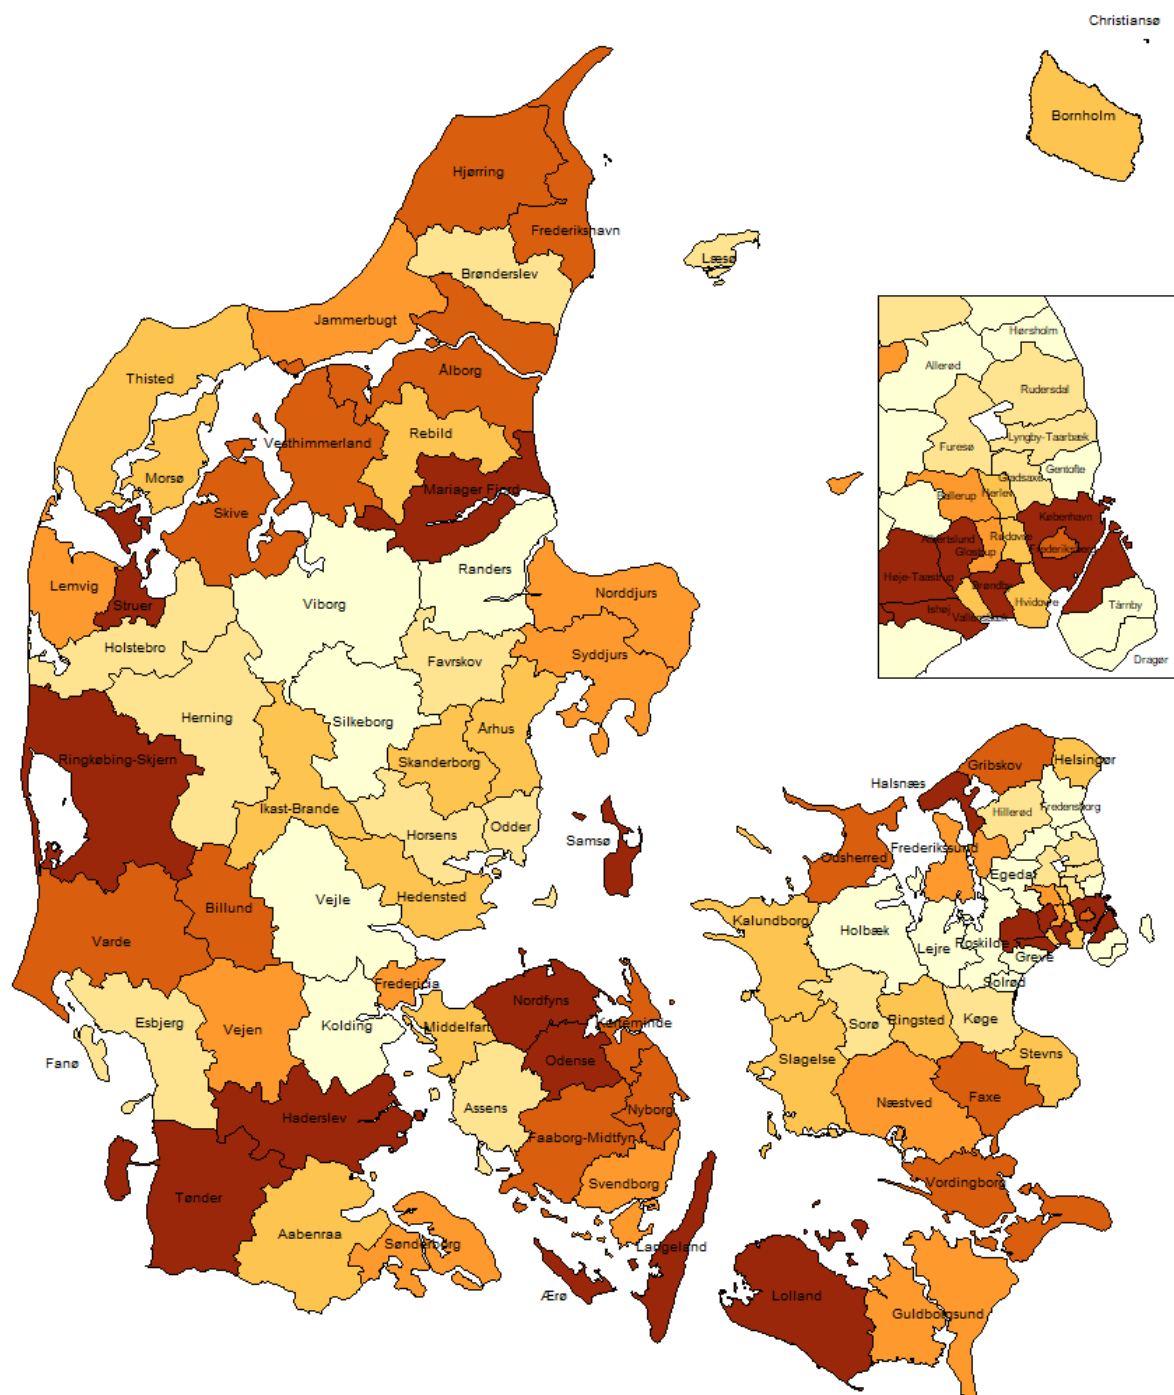 Christiansø
Bornholm
Hjørring
Frederikshavn
Læsø
Brønderslev
Jammerbugt
Thisted
Ålborg
Vesthimmerland
Rebild
Morsø
Mariager Fjord
Skive
Lemvig
Struer
Randers
Viborg
Norddjurs
Holstebro
Favrskov
Syddjurs
Herning
Silkeborg
Århus
Ringkøbing-Skjern
Skanderborg
Ikast-Brande
Horsens
Odder
Samsø
Hedensted
Vejle
Billund
Varde
Fredericia
Esbjerg
Vejen
Kolding
Middelfart
Nordfyns
Kerteminde
Odense
Fanø
Assens
Nyborg
Haderslev
Faaborg-Midtfyn
Svendborg
Tønder
Aabenraa
Sønderborg
Langeland
Ærø
Hørsholm
Allerød
Rudersdal
Furesø
Lyngby-Taarbæk
Gentofte
Gladsaxe
Ballerup
Herlev
København
Albertslund
Rødovre
Glostrup
Frederiksberg
Høje-Taastrup
Brøndby
Ishøj
Vallensbæk
Hvidovre
Tårnby
Dragør
Gribskov
Helsingør
Halsnæs
Hillerød
Fredensborg
Odsherred
Frederikssund
Egedal
Kalundborg
Holbæk
Lejre
Roskilde
Greve
Solrød
Sorø
Ringsted
Køge
Slagelse
Stevns
Næstved
Faxe
Vordingborg
Lolland
Guldborgsund